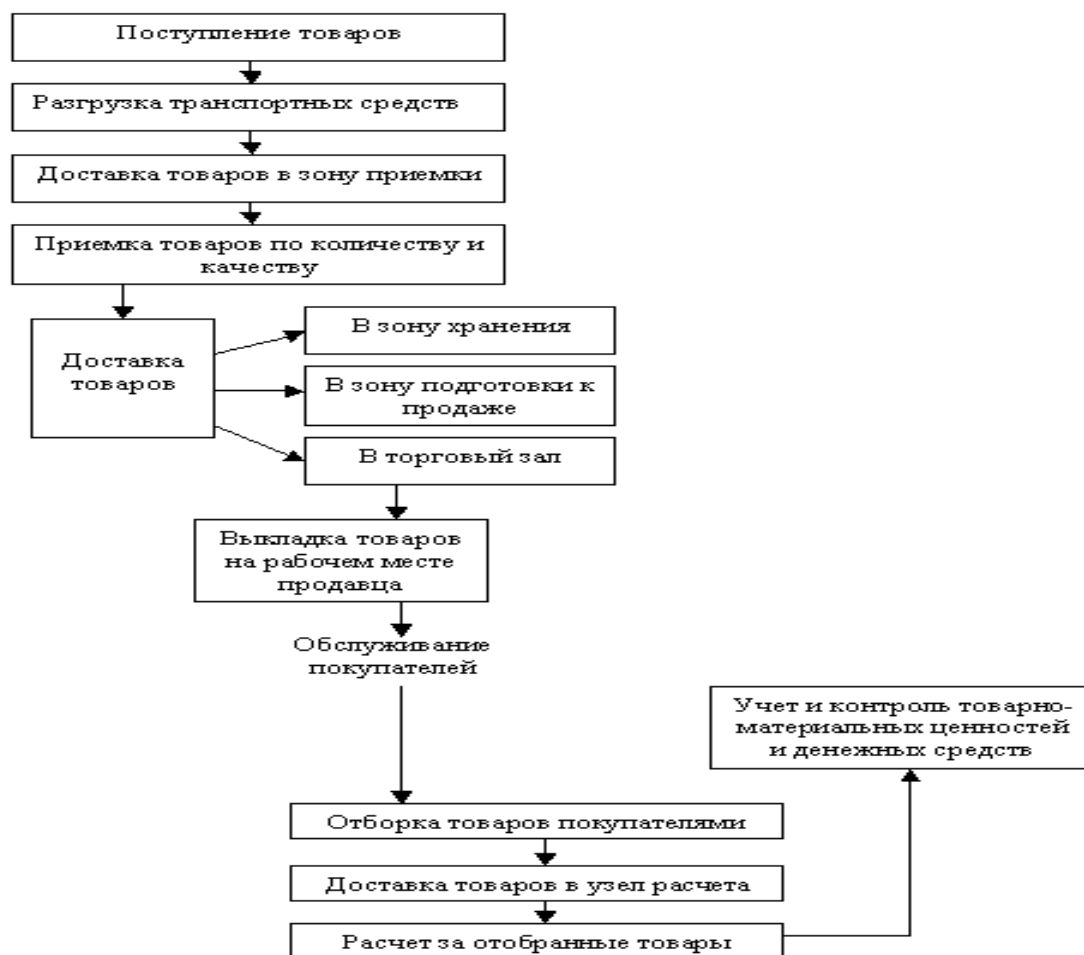 Поступление товаров
Разгрузка транспортных средств
Доставка товаров в зону приемки
Приемка товаров по количеству и
качеству
Доставка
товаров
В зону хранения
В зону подготовки к
продаже
В торговый зал
Выкладка товаров
на рабочем месте
продавца
Обслуживание
покупателей
Учет и контроль товарно-
материальных ценностей
и денежных средств
Отборка товаров покупателями
Доставка товаров в узел расчета
Расчет за отобранные товары